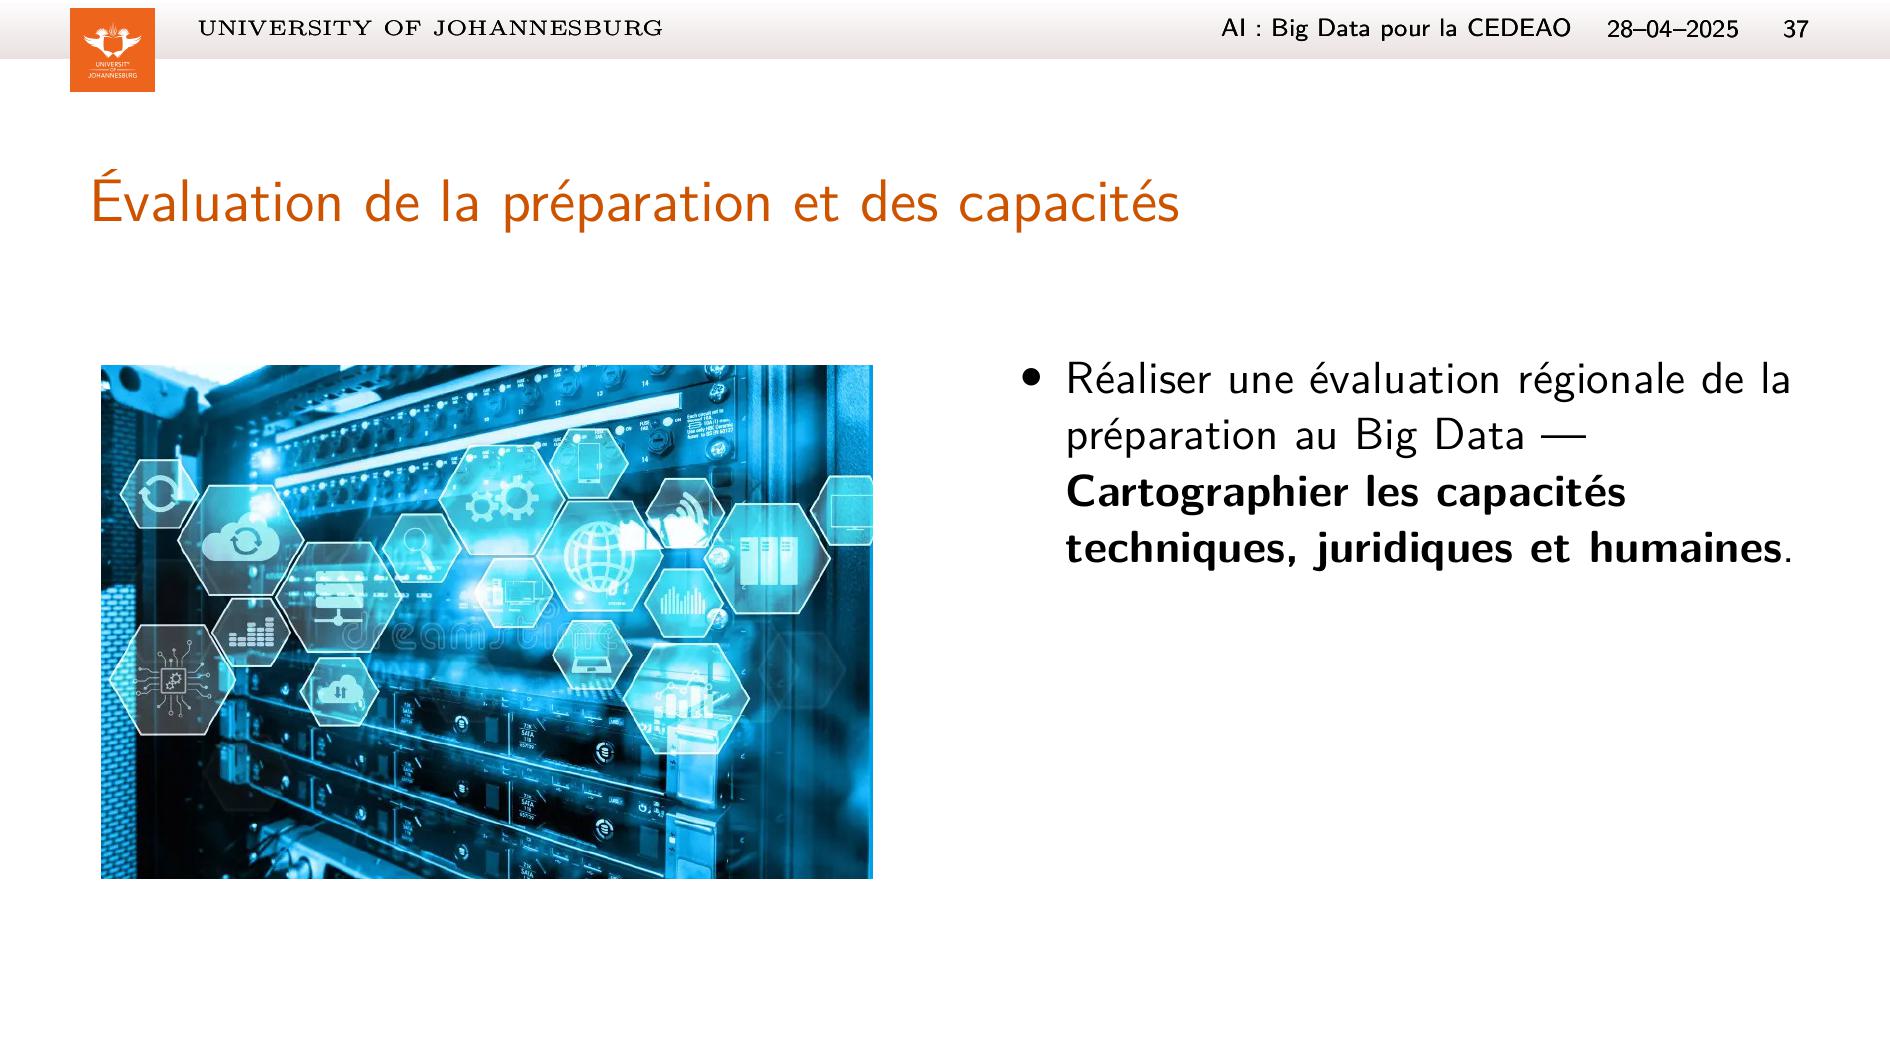 UNIVERSITY OF JOHANNESBURG
AI : Big Data pour la CEDEAO 28–04–2025 37
UNIVERSITY
OF
JOHANNESBURG
Évaluation de la préparation et des capacités
• Réaliser une évaluation régionale de la
préparation au Big Data —
Cartographier les capacités
techniques, juridiques et humaines.
dreamstime